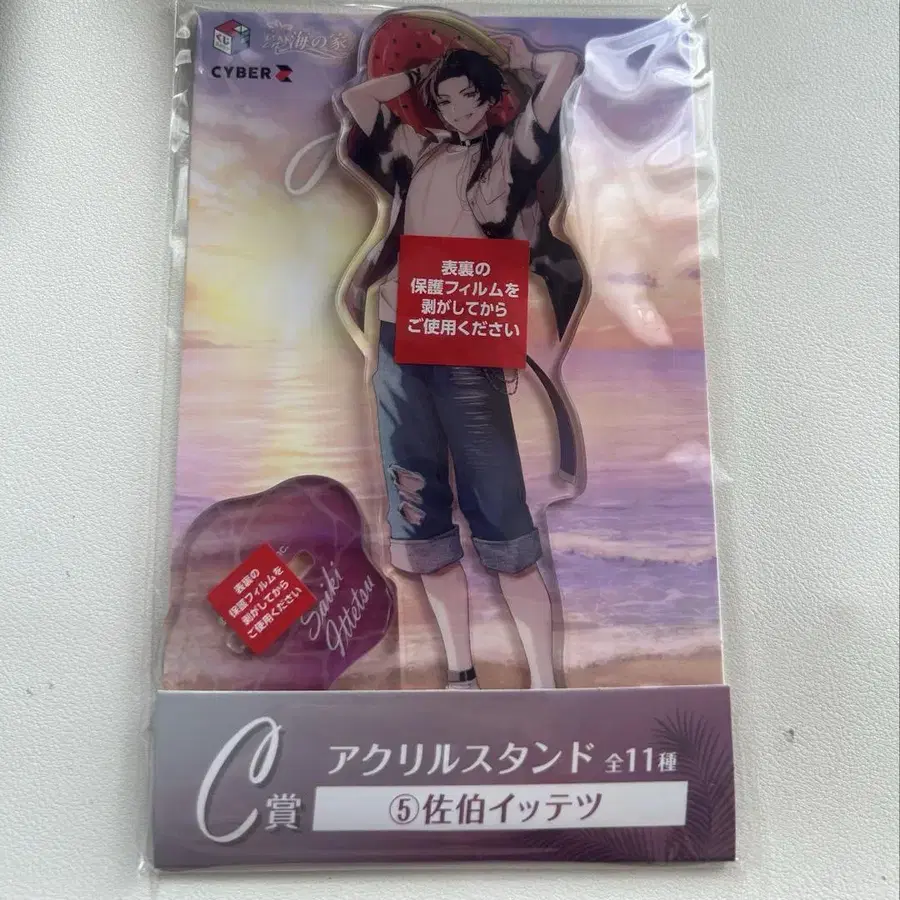 くじ
海の家
CYBER Z
表裏の
保護フィルムを
剥がしてから
ご使用ください
表裏の
保護フィルムを
剥がしてから
ご使用ください
Saiki
Ittetsu
C賞
アクリルスタンド 全11種
⑤佐伯イッテツ